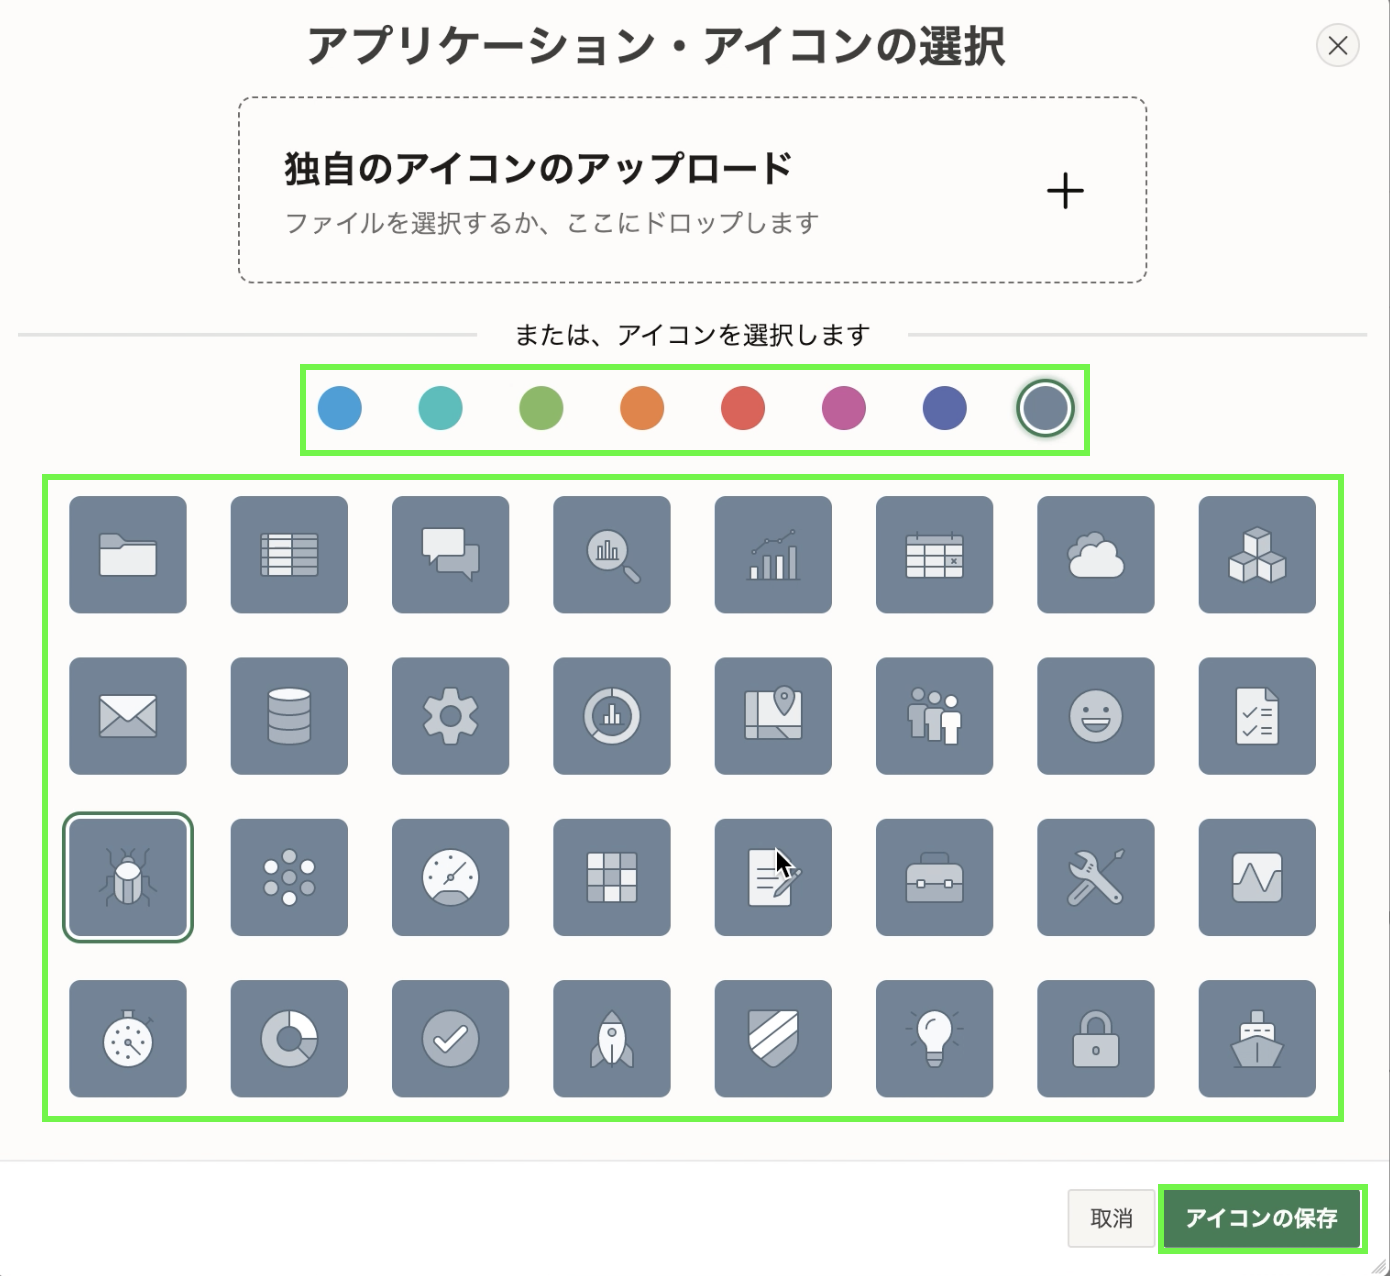 アプリケーション・アイコンの選択
独自のアイコンのアップロード
ファイルを選択するか、ここにドロップします
または、アイコンを選択します
取消
アイコンの保存